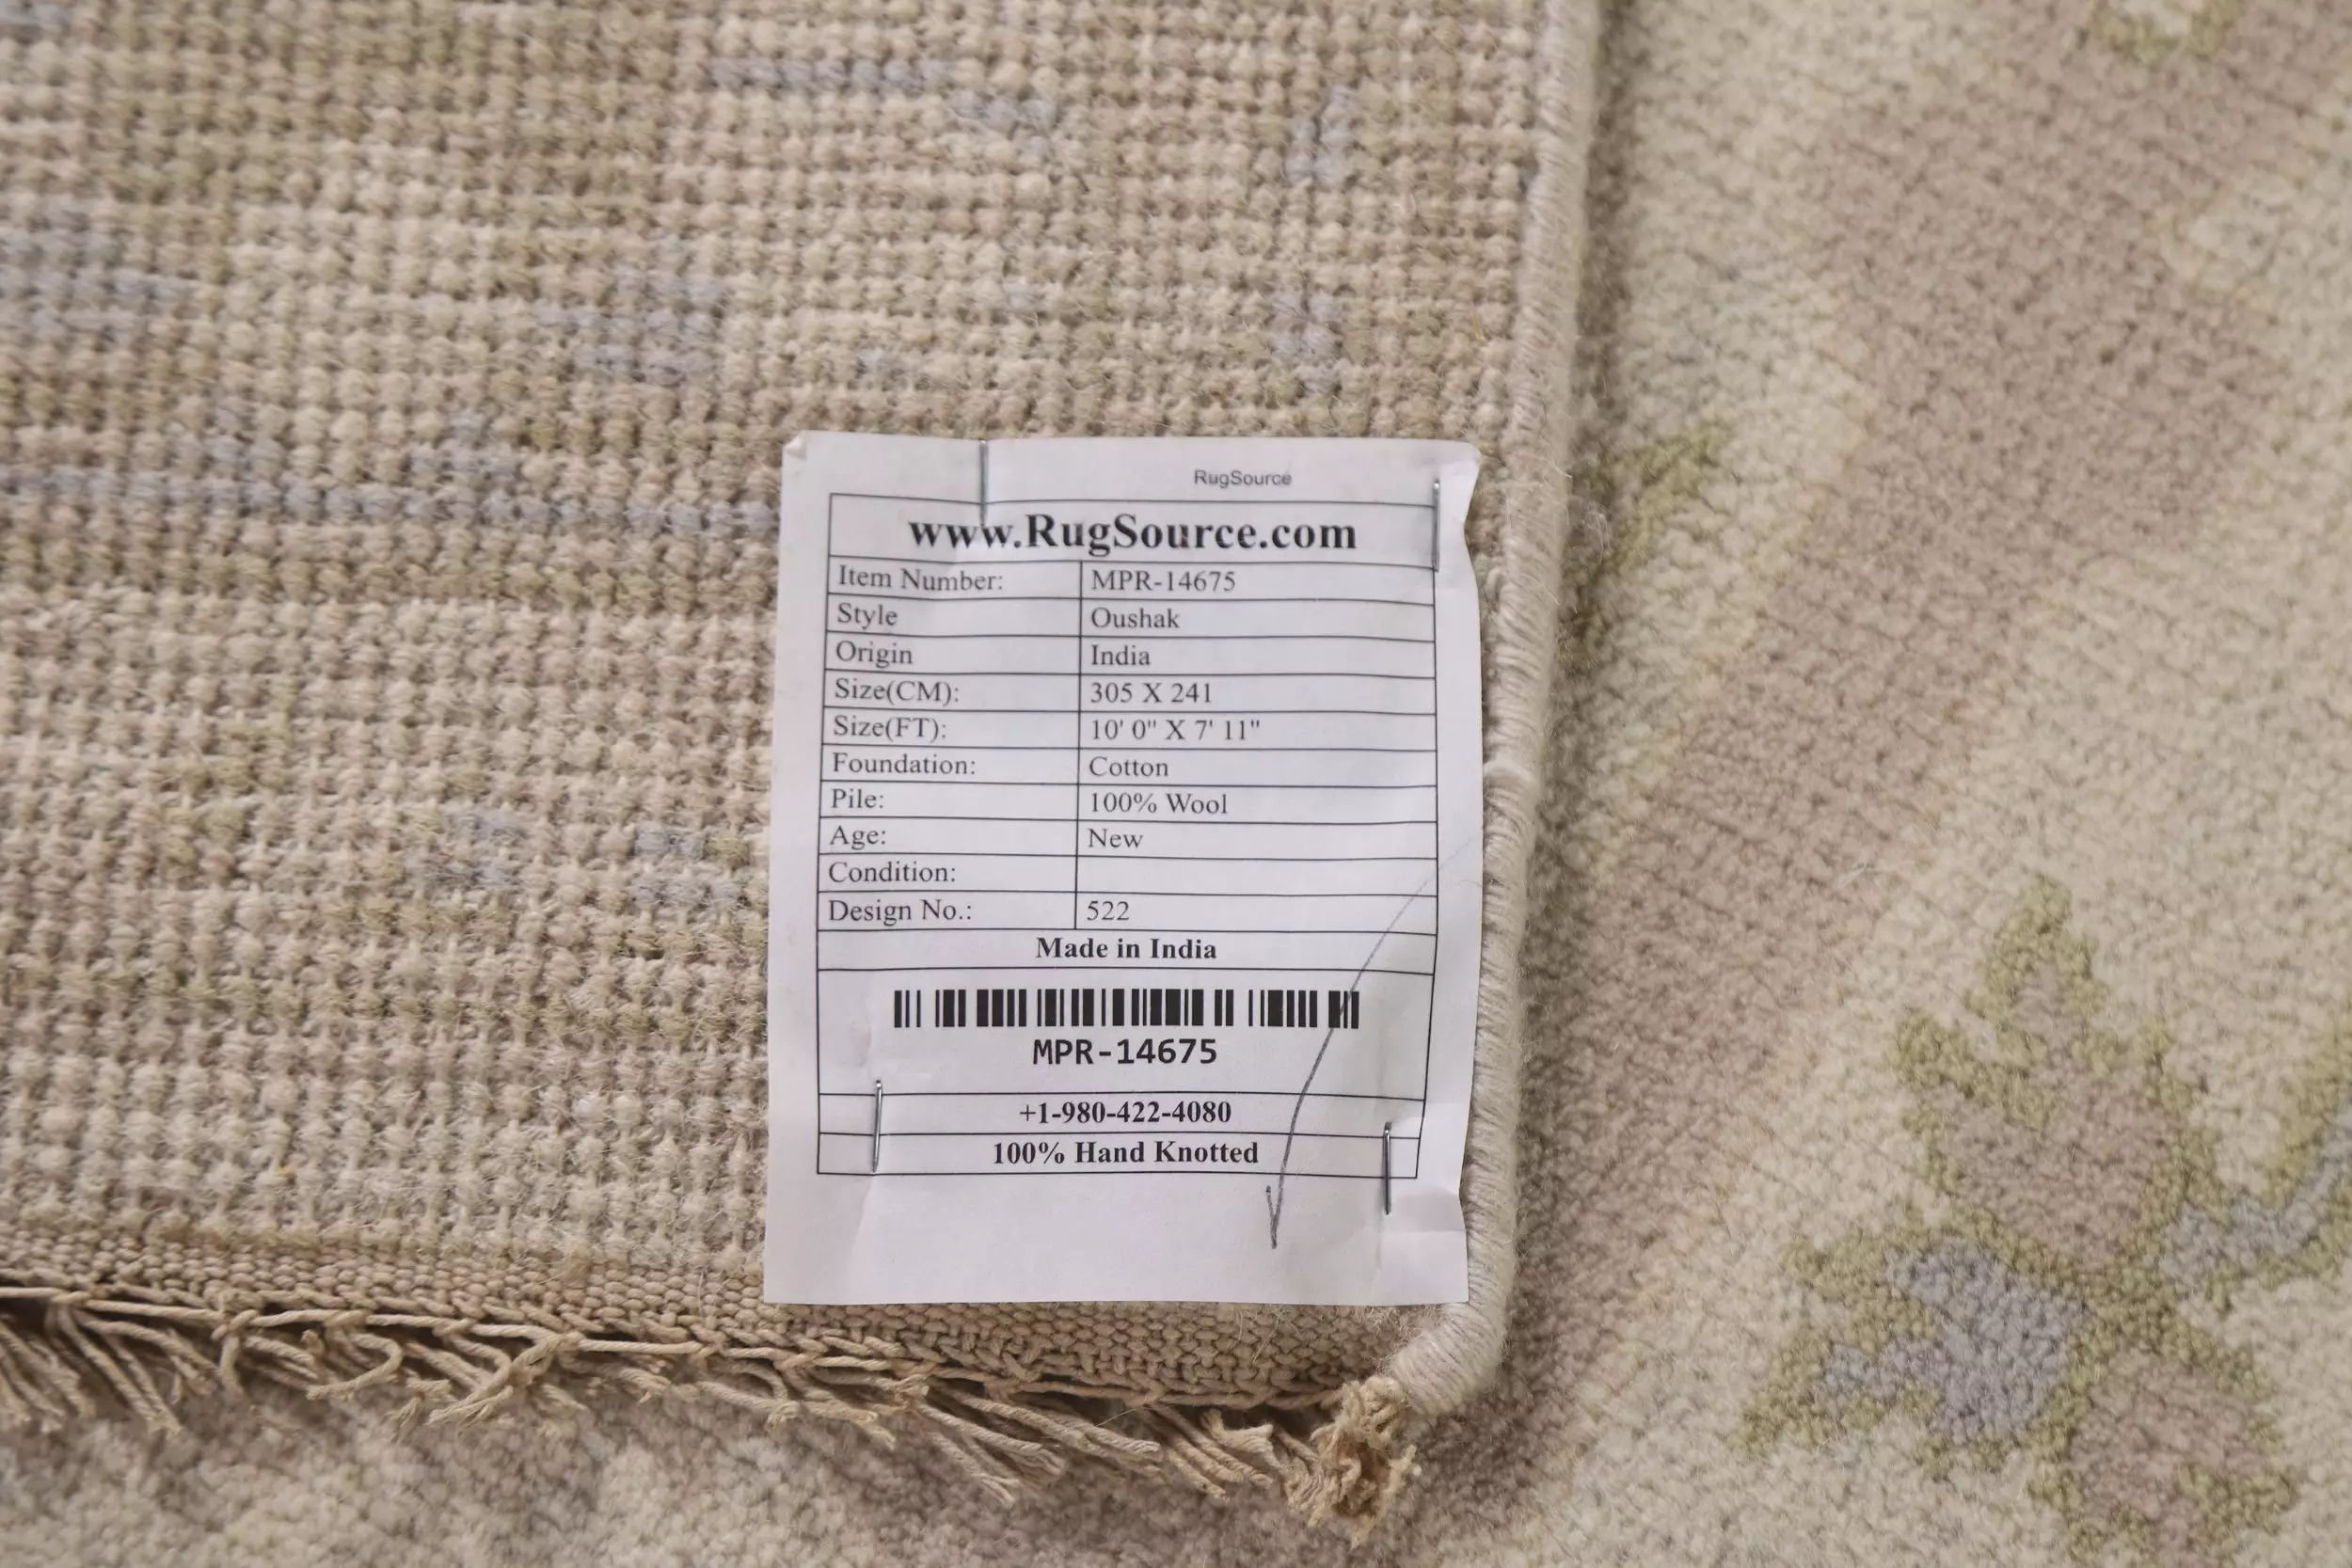 RugSource
www.RugSource.com
Item Number: MPR-14675
Style Oushak
Origin India
Size(CM): 305 X 241
Size(FT): 10' 0" X 7' 11"
Foundation: Cotton
Pile: 100% Wool
Age: New
Condition:
Design No.: 522
Made in India
MPR-14675
+1-980-422-4080
100% Hand Knotted